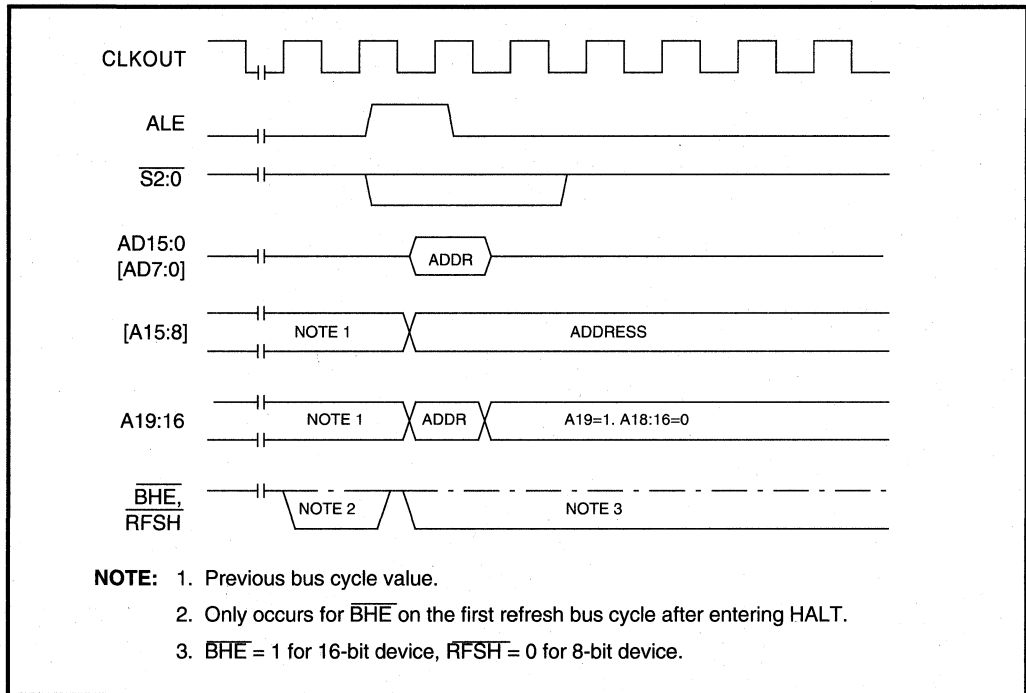 CLKOUT
ALE
S2:0
AD15:0
[AD7:0]
ADDR
[A15:8]
NOTE 1
ADDRESS
A19:16
NOTE 1
ADDR
A19=1. A18:16=0
BHE,
RFSH
NOTE 2
NOTE 3
NOTE: 1. Previous bus cycle value.
2. Only occurs for BHE on the first refresh bus cycle after entering HALT.
3. BHE = 1 for 16-bit device, RFSH = 0 for 8-bit device.